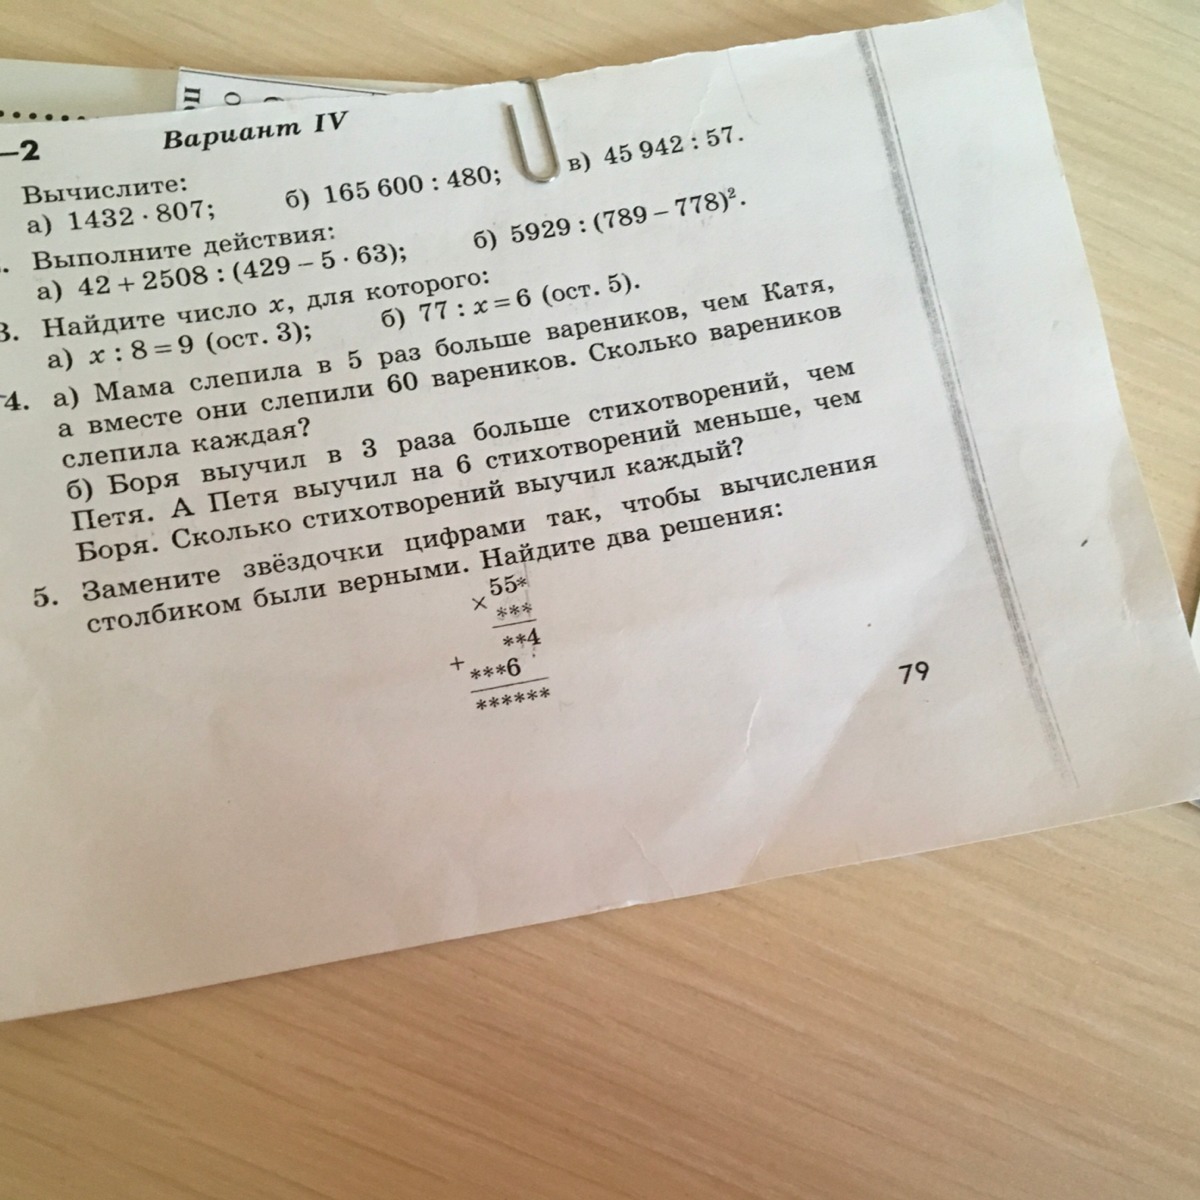 –2
Вариант IV
Вычислите:
а) 1432 · 807; б) 165 600 : 480; в) 45 942 : 57.
. Выполните действия:
а) 42 + 2508 : (429 – 5 · 63); б) 5929 : (789 – 778)².
3. Найдите число x, для которого:
а) x : 8 = 9 (ост. 3); б) 77 : x = 6 (ост. 5).
4. а) Мама слепила в 5 раз больше вареников, чем Катя,
а вместе они слепили 60 вареников. Сколько вареников
слепила каждая?
б) Боря выучил в 3 раза больше стихотворений, чем
Петя. А Петя выучил на 6 стихотворений меньше, чем
Боря. Сколько стихотворений выучил каждый?
5. Замените звёздочки цифрами так, чтобы вычисления
столбиком были верными. Найдите два решения:
× 55*
***
**4
+ ***6
******
79